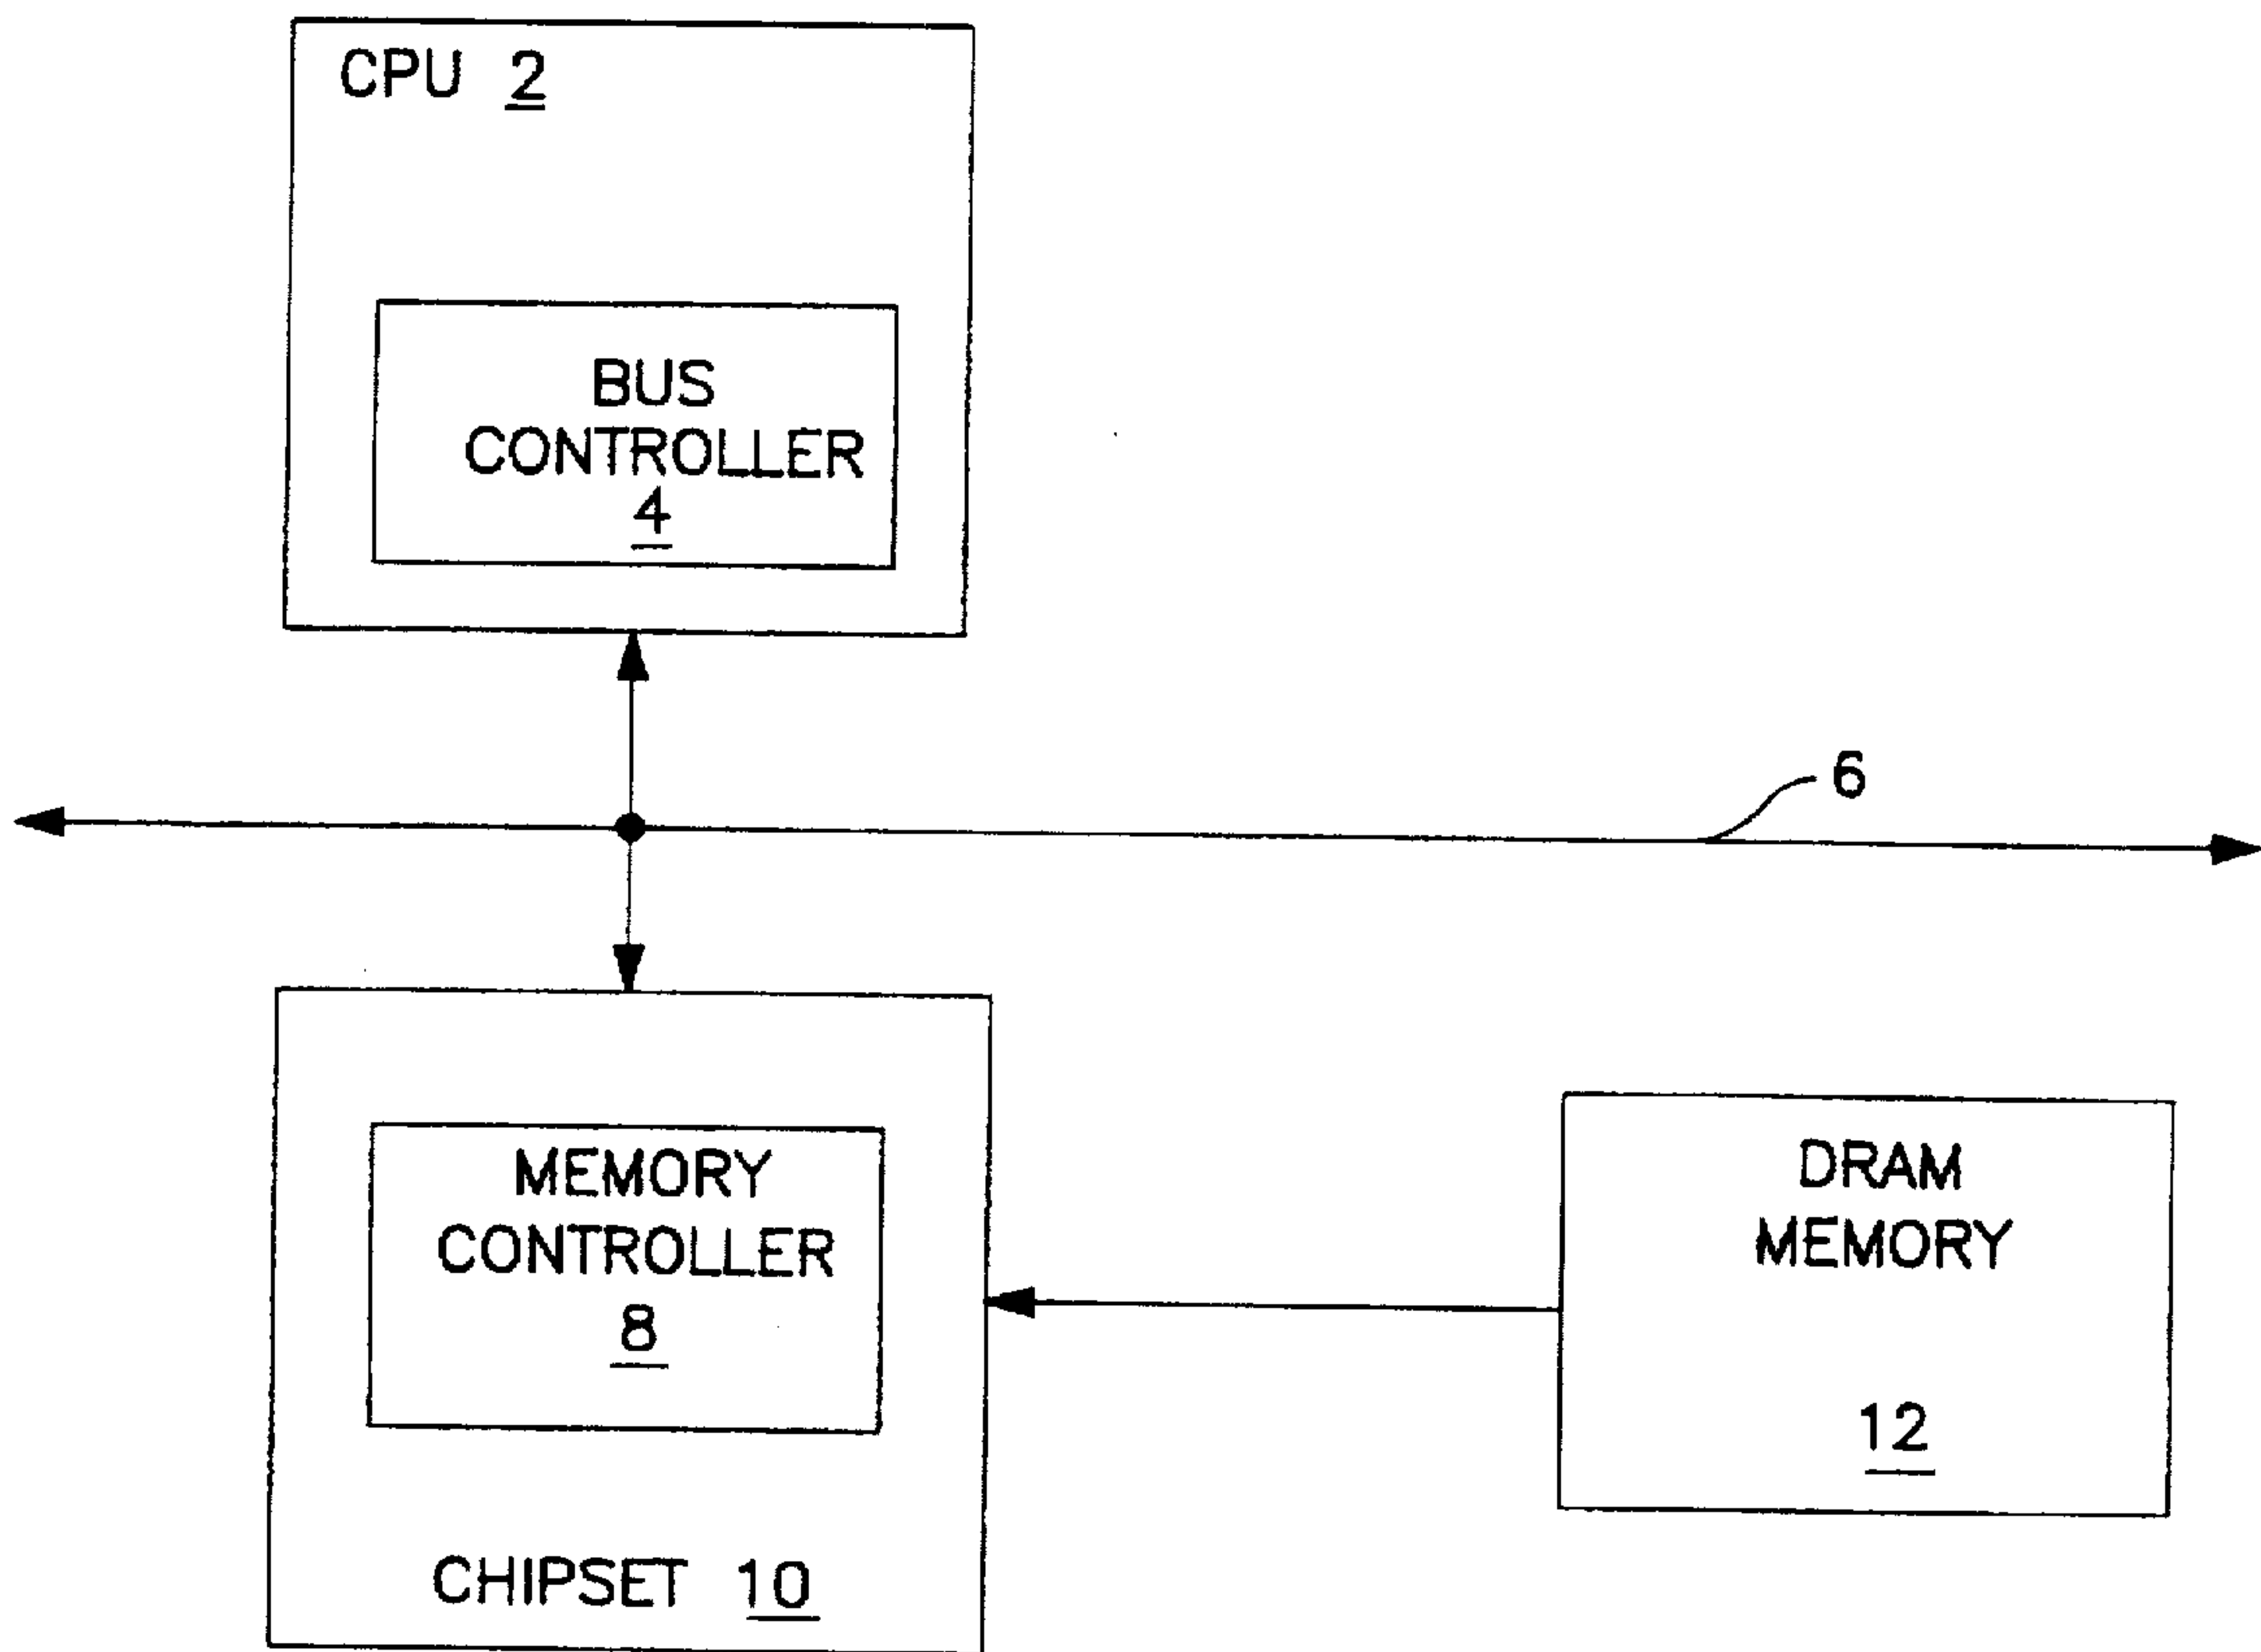 CPU 2
BUS
CONTROLLER
4
6
MEMORY
CONTROLLER
8
CHIPSET 10
DRAM
MEMORY
12